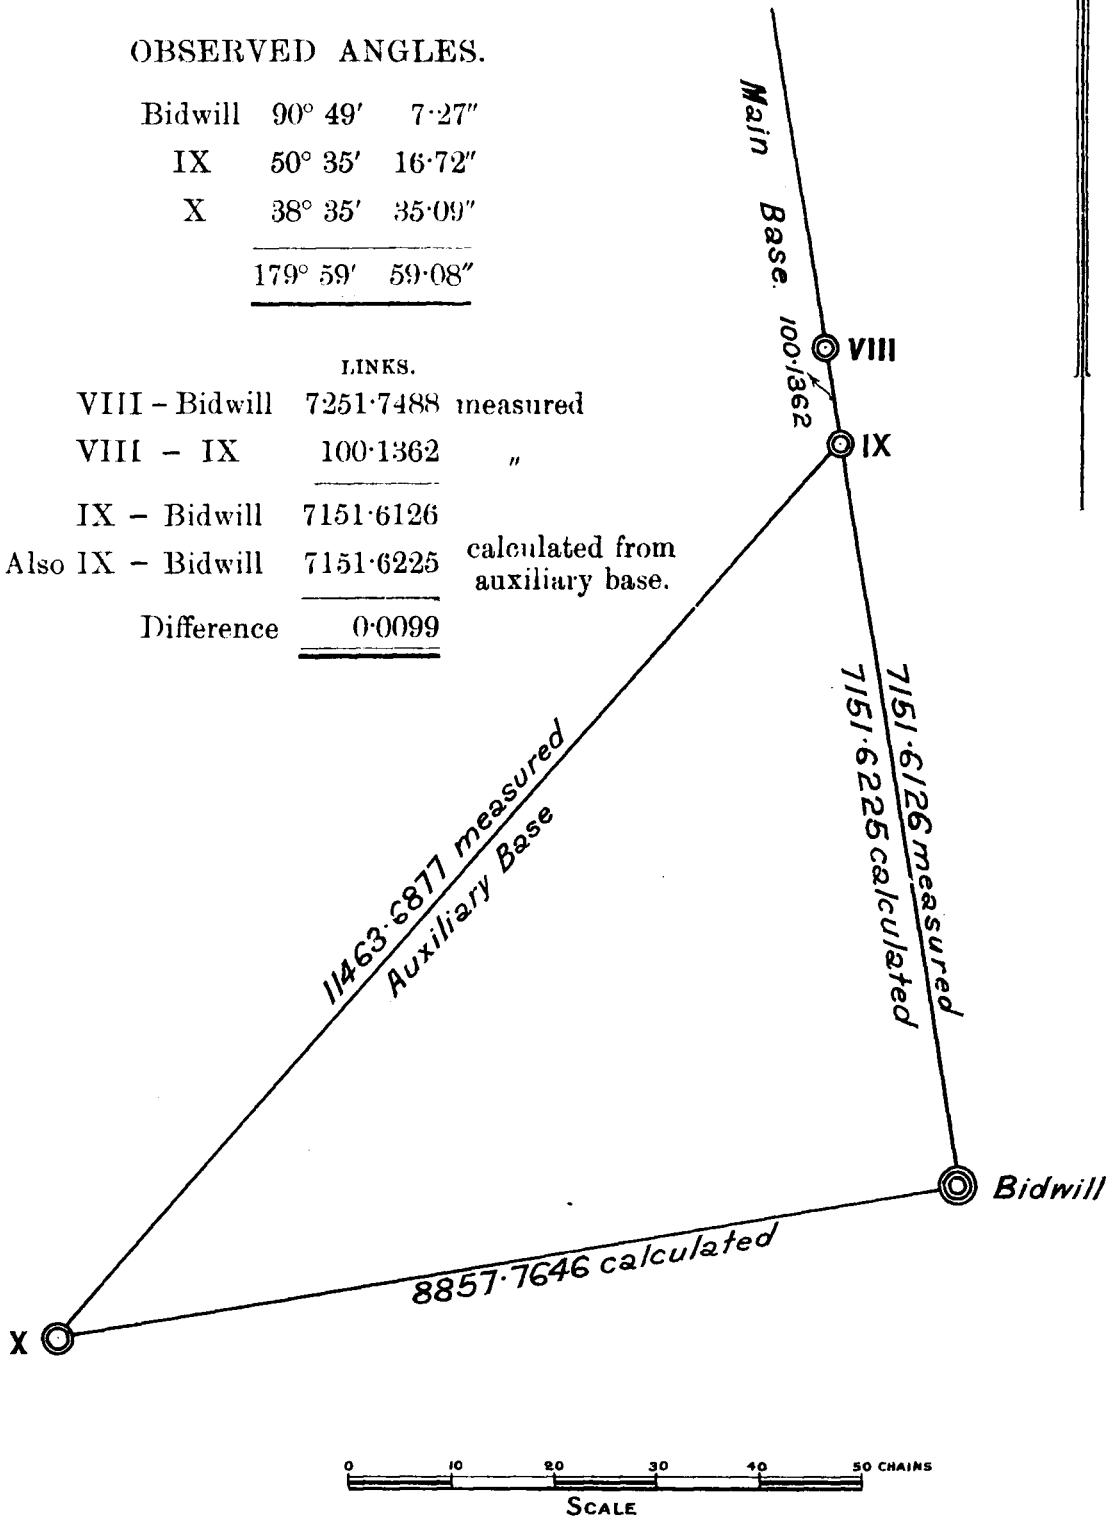 OBSERVED ANGLES.
Bidwill 90° 49′ 7·27″
IX 50° 35′ 16·72″
X 38° 35′ 35·09″
179° 59′ 59·08″
LINKS.
VIII – Bidwill 7251·7488 measured
VIII – IX 100·1362 〃
IX – Bidwill 7151·6126
Also IX – Bidwill 7151·6225 calculated from auxiliary base.
Difference 0·0099
Main Base. 100·1362
VIII
IX
7151·6126 measured
7151·6225 calculated
11463·6877 measured
Auxiliary Base
Bidwill
8857·7646 calculated
X
0 10 20 30 40 50 CHAINS
SCALE